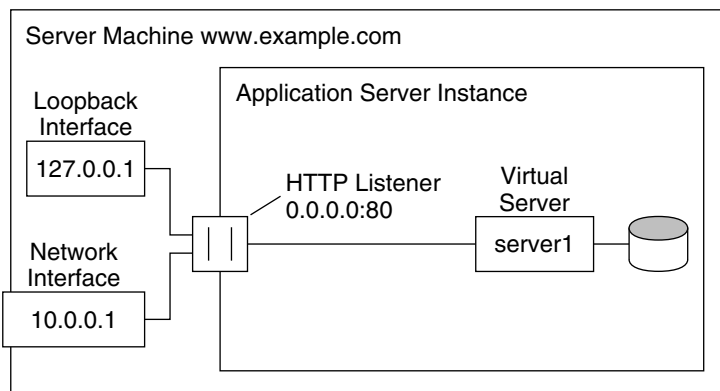 Server Machine www.example.com
Application Server Instance
Loopback
Interface
127.0.0.1
HTTP Listener
0.0.0.0:80
Virtual
Server
server1
Network
Interface
10.0.0.1